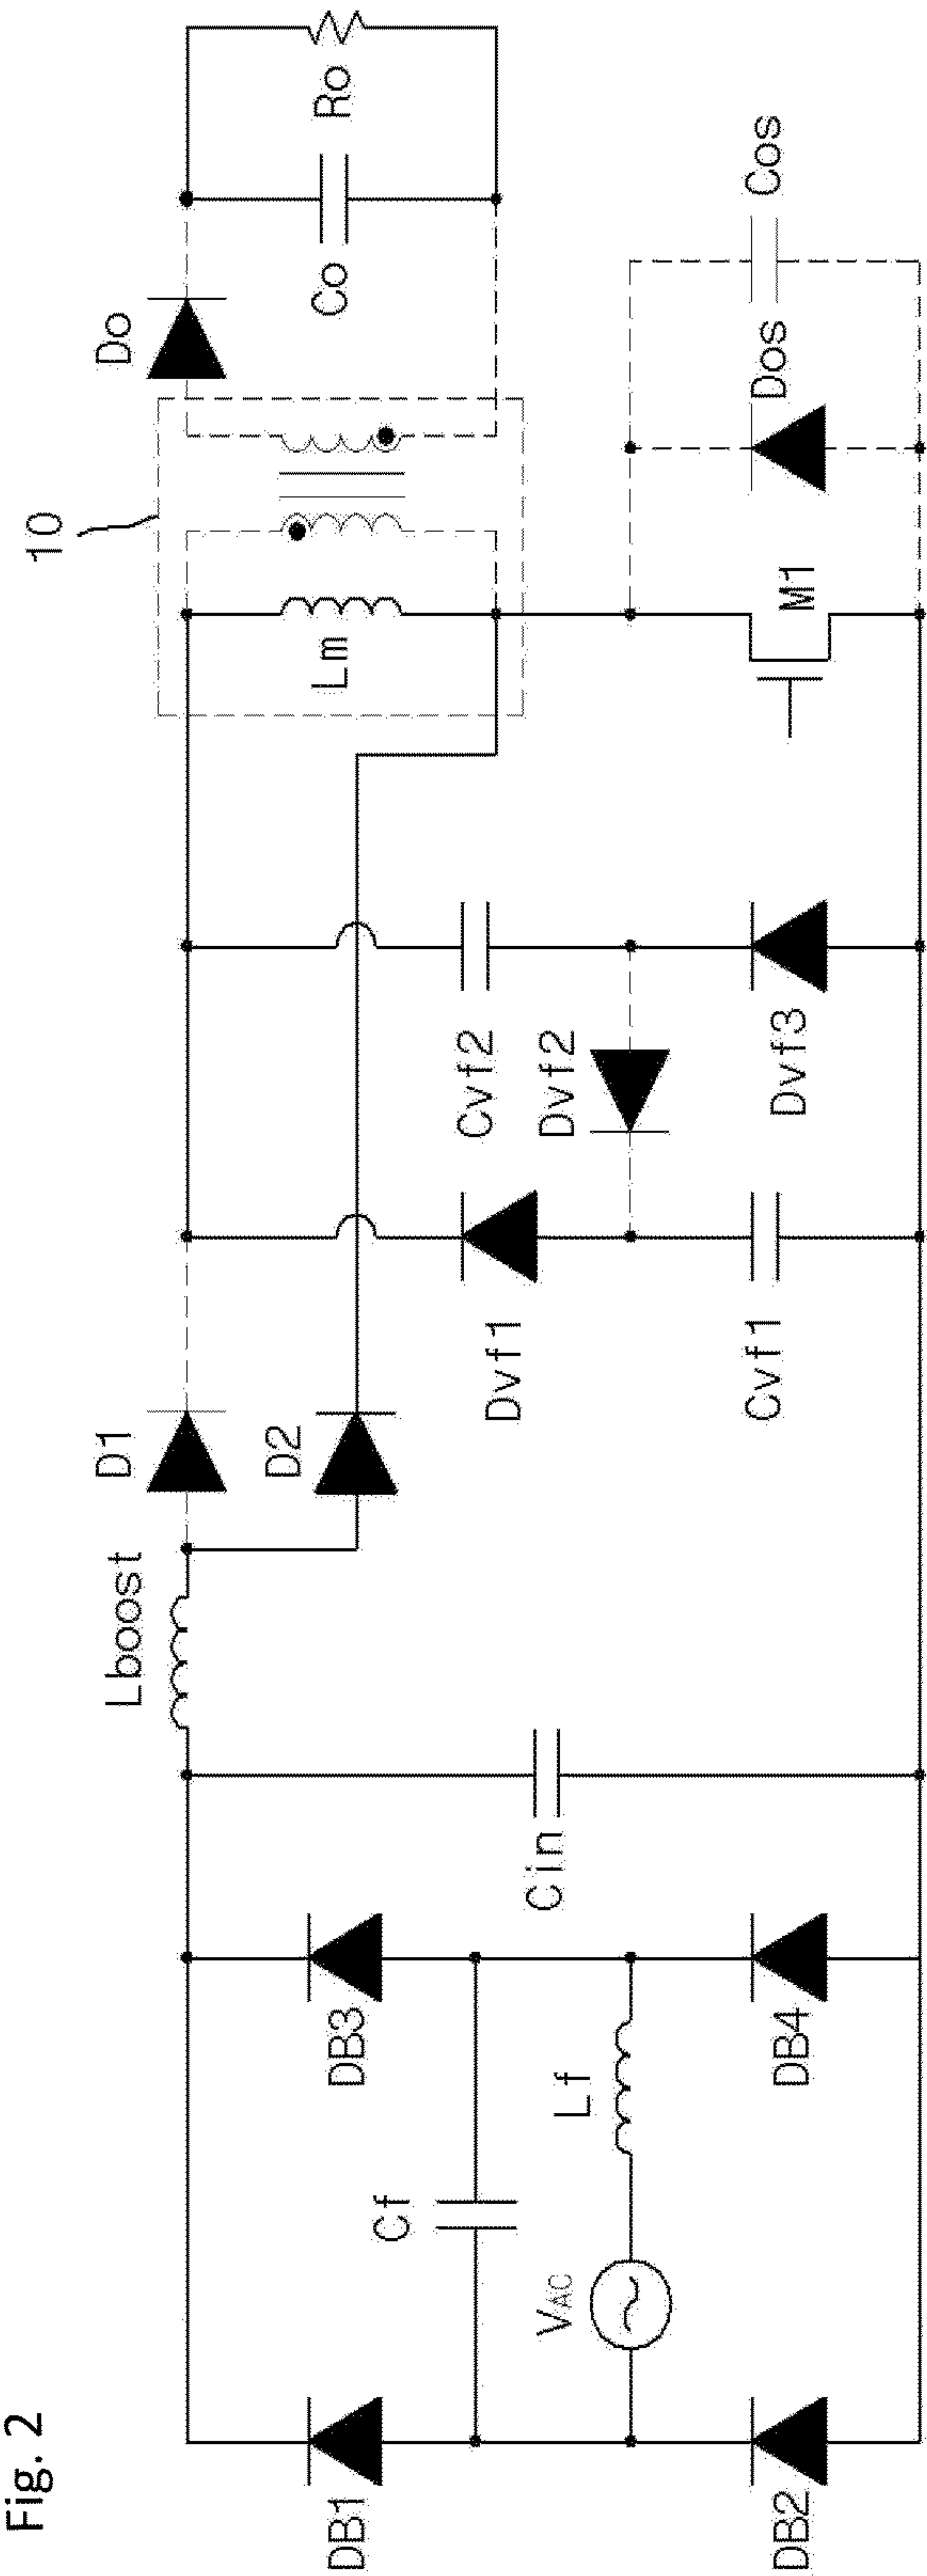 Fig. 2
10
Do
Co
Ro
Lm
Lboost
D1
D2
Dvf1
Cvf2
Dvf2
Dvf3
Cvf1
M1
Dos
Cos
Cin
DB1
DB3
Cf
VAC
Lf
DB2
DB4